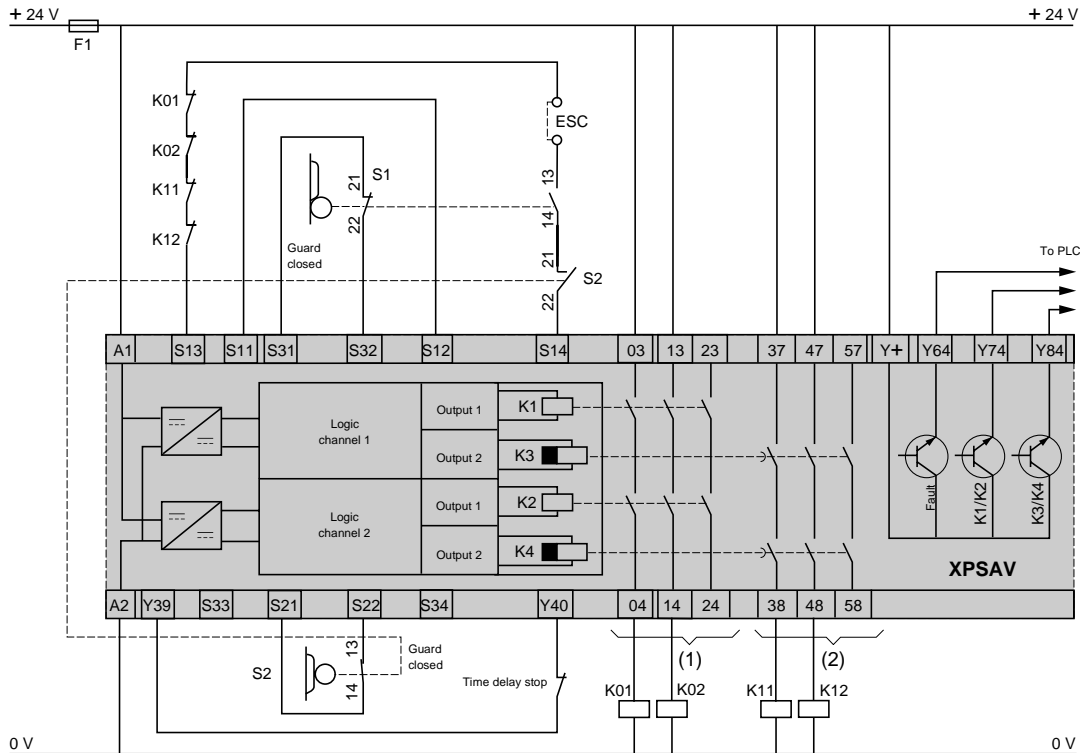 + 24 V
+ 24 V
F1
K01
K02
K11
K12
ESC
13
14
21
S1
22
Guard
closed
21
S2
22
To PLC
A1
S13
S11
S31
S32
S12
S14
03
13
23
37
47
57
Y+
Y64
Y74
Y84
Logic
channel 1
Output 1
K1
Output 2
K3
Logic
channel 2
Output 1
K2
Output 2
K4
Fault
K1/K2
K3/K4
XPSAV
A2
Y39
S33
S21
S22
S34
Y40
04
14
24
38
48
58
S2
13
14
Guard
closed
Time delay stop
(1)
(2)
K01
K02
K11
K12
0 V
0 V